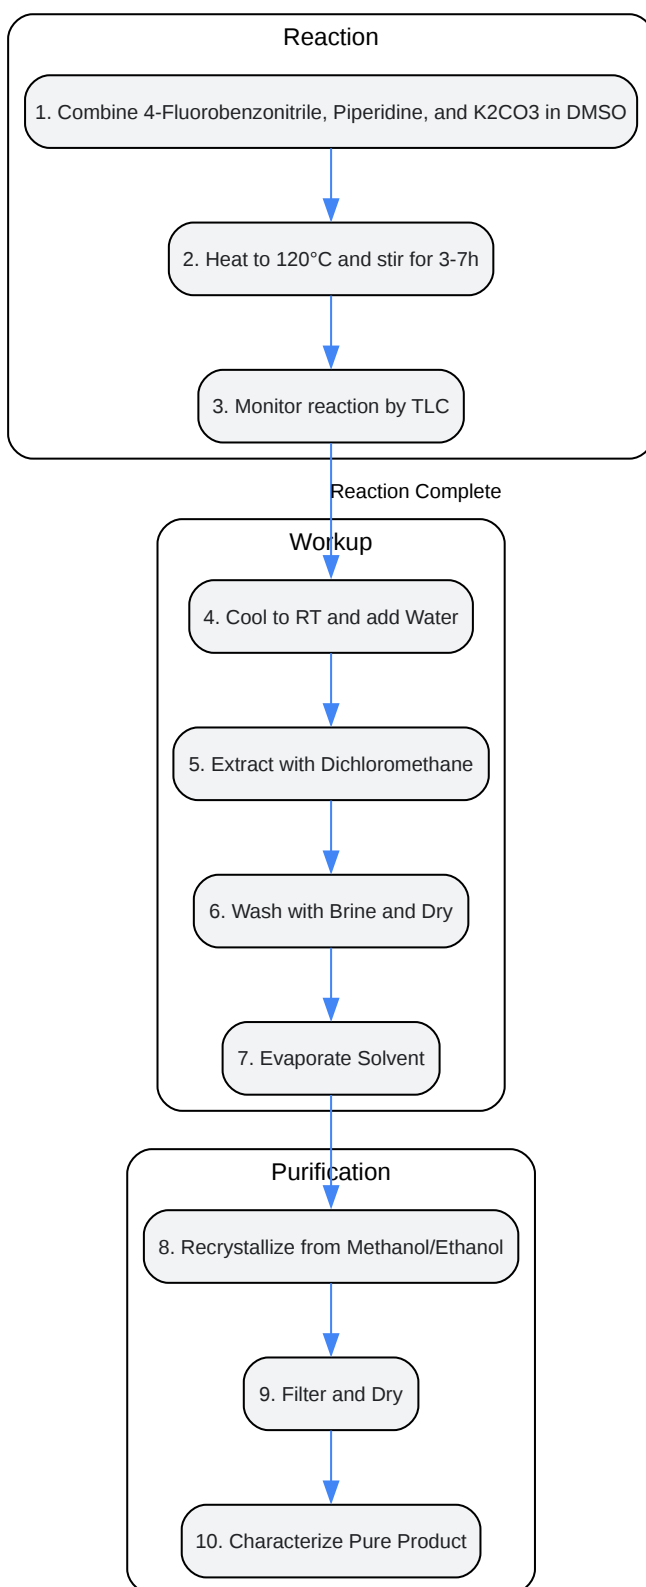 Reaction
1. Combine 4-Fluorobenzonitrile, Piperidine, and K2CO3 in DMSO
2. Heat to 120°C and stir for 3-7h
3. Monitor reaction by TLC
Reaction Complete
Workup
4. Cool to RT and add Water
5. Extract with Dichloromethane
6. Wash with Brine and Dry
7. Evaporate Solvent
Purification
8. Recrystallize from Methanol/Ethanol
9. Filter and Dry
10. Characterize Pure Product